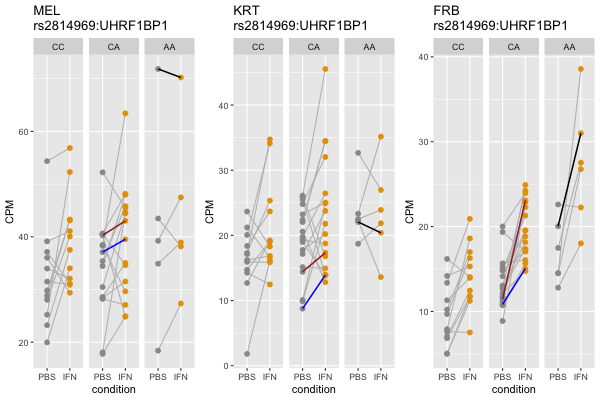 MEL
rs2814969:UHRF1BP1
CC CA AA
CPM
60
40
20
PBS IFN PBS IFN PBS IFN
condition
KRT
rs2814969:UHRF1BP1
CC CA AA
CPM
40
30
20
10
0
PBS IFN PBS IFN PBS IFN
condition
FRB
rs2814969:UHRF1BP1
CC CA AA
CPM
40
30
20
10
PBS IFN PBS IFN PBS IFN
condition